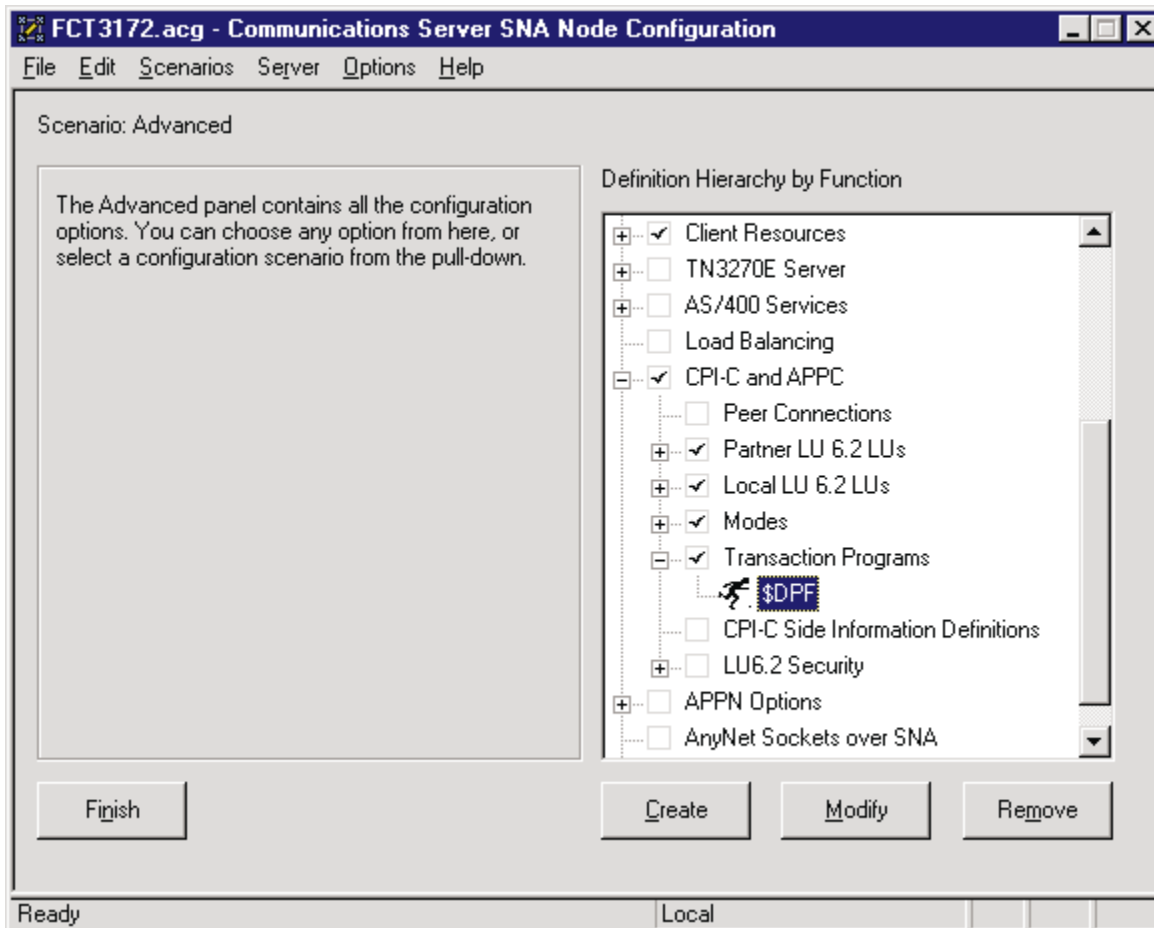 FCT3172.acg - Communications Server SNA Node Configuration
File Edit Scenarios Server Options Help
Scenario: Advanced
The Advanced panel contains all the configuration
options. You can choose any option from here, or
select a configuration scenario from the pull-down.
Definition Hierarchy by Function
Client Resources
TN3270E Server
AS/400 Services
Load Balancing
CPI-C and APPC
Peer Connections
Partner LU 6.2 LUs
Local LU 6.2 LUs
Modes
Transaction Programs
$DPF
CPI-C Side Information Definitions
LU6.2 Security
APPN Options
AnyNet Sockets over SNA
Finish
Create Modify Remove
Ready Local